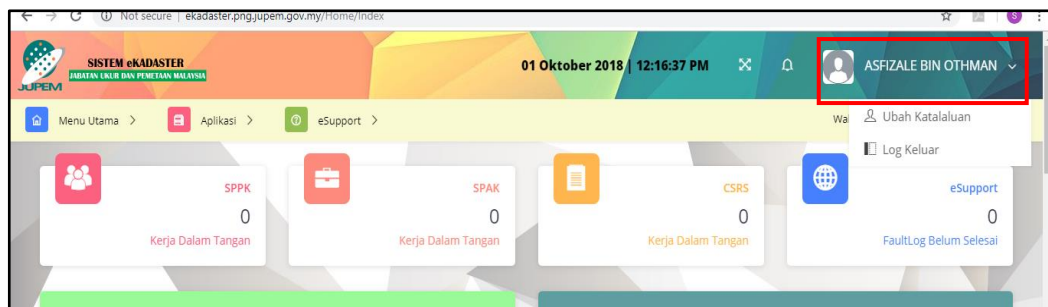 Not secure | ekadaster.png.jupem.gov.my/Home/Index
S
SISTEM eKADASTER
JABATAN UKUR DAN PEMETAAN MALAYSIA
JUPEM
01 Oktober 2018 | 12:16:37 PM
ASFIZALE BIN OTHMAN
Menu Utama >
Aplikasi >
eSupport >
Ubah Katalaluan
Log Keluar
SPPK
0
Kerja Dalam Tangan
SPAK
0
Kerja Dalam Tangan
CSRS
0
Kerja Dalam Tangan
eSupport
0
FaultLog Belum Selesai